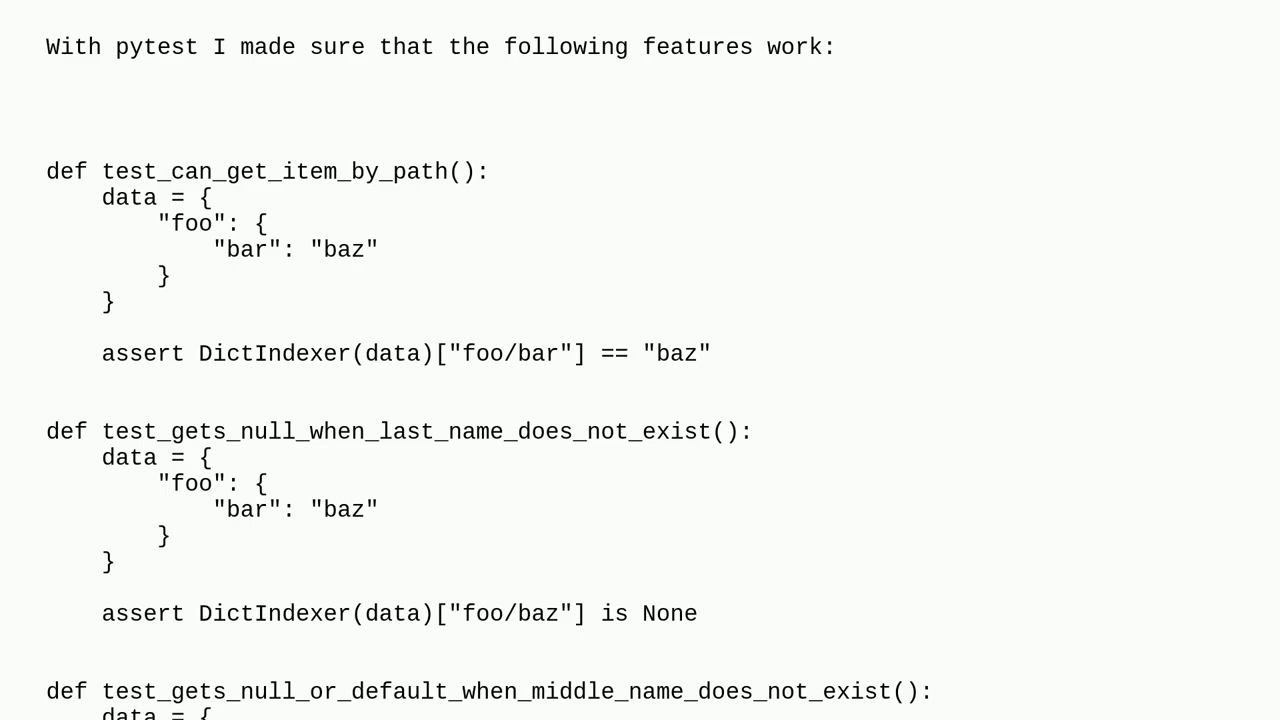 With pytest I made sure that the following features work:
def test_can_get_item_by_path():
    data = {
        "foo": {
            "bar": "baz"
        }
    }
    assert DictIndexer(data)["foo/bar"] == "baz"
def test_gets_null_when_last_name_does_not_exist():
    data = {
        "foo": {
            "bar": "baz"
        }
    }
    assert DictIndexer(data)["foo/baz"] is None
def test_gets_null_or_default_when_middle_name_does_not_exist():
    data = {